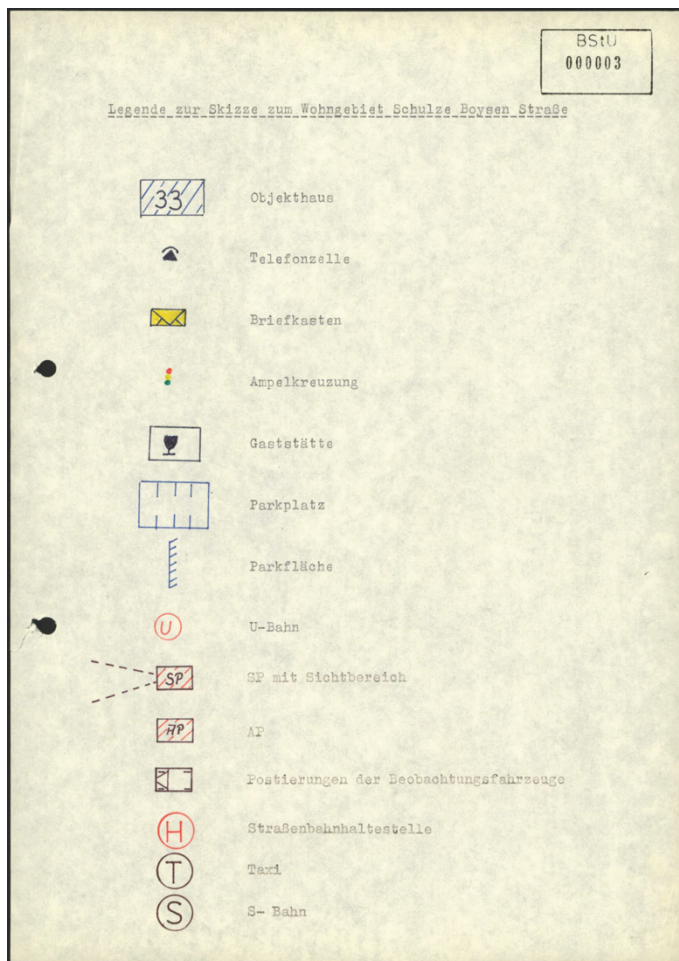 BStU
000003
Legende zur Skizze zum Wohngebiet Schulze Boysen Straße
33 Objekthaus
Telefonzelle
Briefkasten
Ampelkreuzung
Gaststätte
Parkplatz
Parkfläche
U U-Bahn
SP SP mit Sichtbereich
AP AP
Postierungen der Beobachtungsfahrzeuge
H Straßenbahnhaltestelle
T Taxi
S S- Bahn